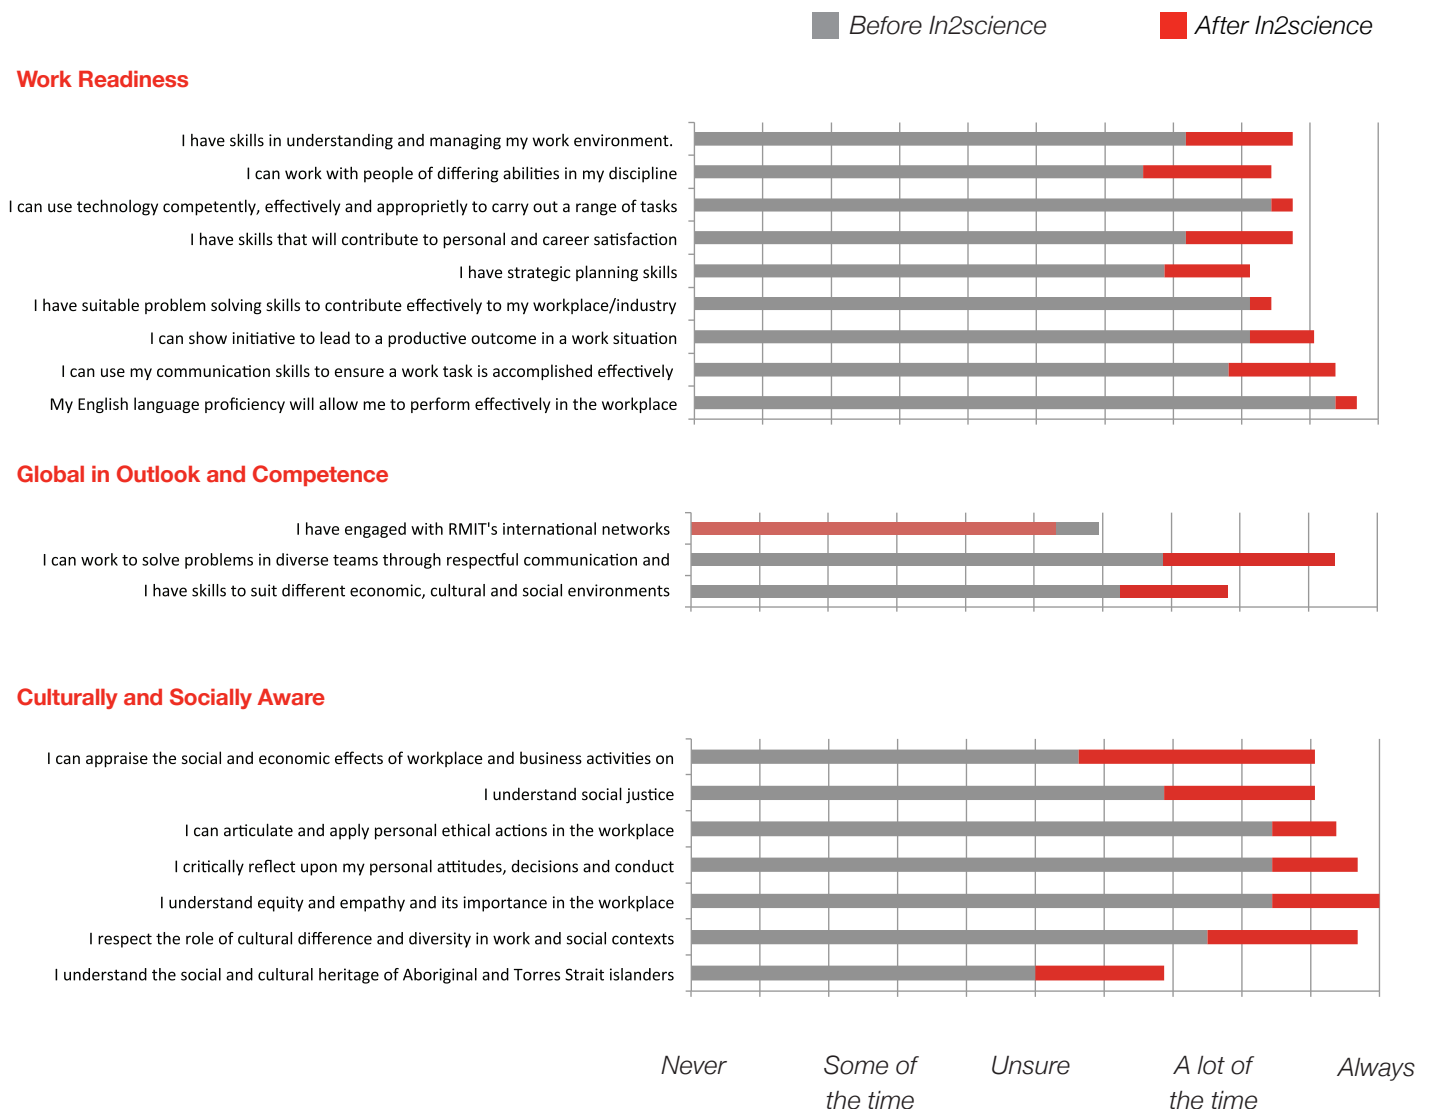 Before In2science
After In2science
Work Readiness
I have skills in understanding and managing my work environment.
I can work with people of differing abilities in my discipline
I can use technology competently, effectively and approprietly to carry out a range of tasks
I have skills that will contribute to personal and career satisfaction
I have strategic planning skills
I have suitable problem solving skills to contribute effectively to my workplace/industry
I can show initiative to lead to a productive outcome in a work situation
I can use my communication skills to ensure a work task is accomplished effectively
My English language proficiency will allow me to perform effectively in the workplace
Global in Outlook and Competence
I have engaged with RMIT's international networks
I can work to solve problems in diverse teams through respectful communication and
I have skills to suit different economic, cultural and social environments
Culturally and Socially Aware
I can appraise the social and economic effects of workplace and business activities on
I understand social justice
I can articulate and apply personal ethical actions in the workplace
I critically reflect upon my personal attitudes, decisions and conduct
I understand equity and empathy and its importance in the workplace
I respect the role of cultural difference and diversity in work and social contexts
I understand the social and cultural heritage of Aboriginal and Torres Strait islanders
Never
Some of
the time
Unsure
A lot of
the time
Always